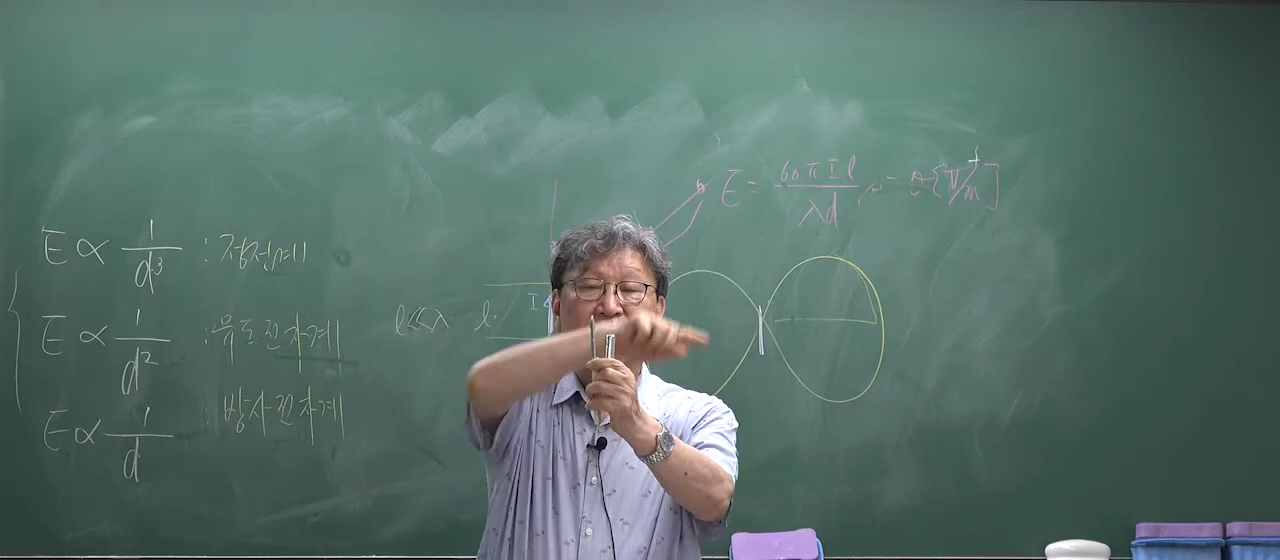 E ∝ 1/d³ : 정전계
E ∝ 1/d² : 유도전자계
E ∝ 1/d : 방사전자계
l≪λ l
I
E = 60πIl/λd [V/m]